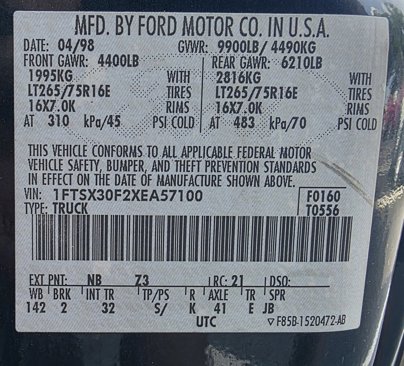 MFD. BY FORD MOTOR CO. IN U.S.A.
DATE: 04/98 GVWR: 9900LB/ 4490KG
FRONT GAWR: 4400LB REAR GAWR: 6210LB
1995KG WITH 2816KG WITH
LT265/75R16E TIRES LT265/75R16E TIRES
16X7.0K RIMS 16X7.0K RIMS
AT 310 kPa/45 PSI COLD AT 483 kPa/70 PSI COLD
THIS VEHICLE CONFORMS TO ALL APPLICABLE FEDERAL MOTOR
VEHICLE SAFETY, BUMPER, AND THEFT PREVENTION STANDARDS
IN EFFECT ON THE DATE OF MANUFACTURE SHOWN ABOVE.
VIN: 1FTSX30F2XEA57100 F0160
TYPE: TRUCK T0556
EXT PNT: NB Z3 RC: 21 DSO:
WB BRK INT TR TP/PS R AXLE TR SPR
142 2 32 S/ K 41 E JB
UTC ▽F85B-1520472-AB